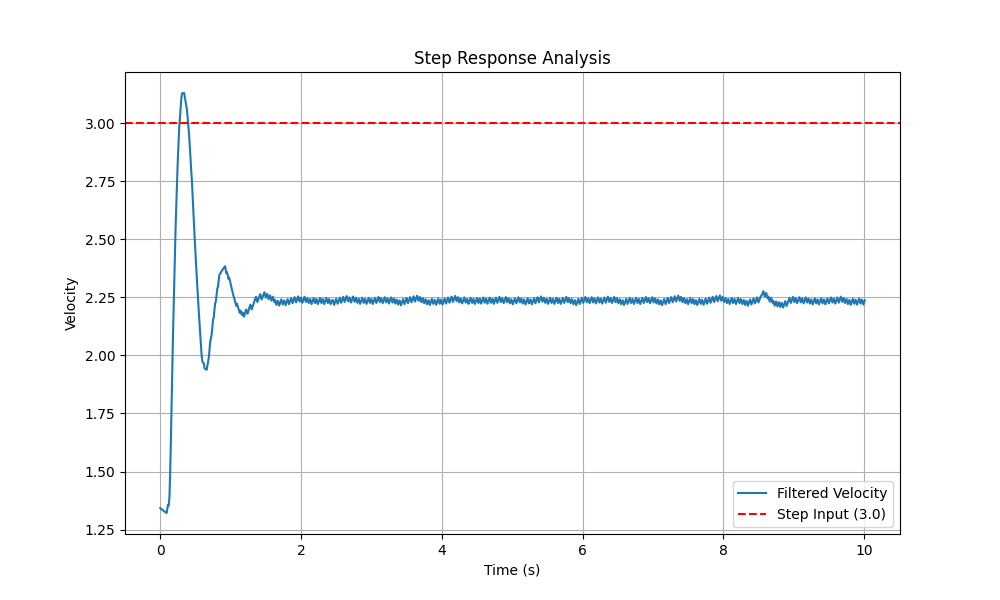 Step Response Analysis
Velocity
3.00
2.75
2.50
2.25
2.00
1.75
1.50
1.25
0 2 4 6 8 10
Time (s)
Filtered Velocity
Step Input (3.0)